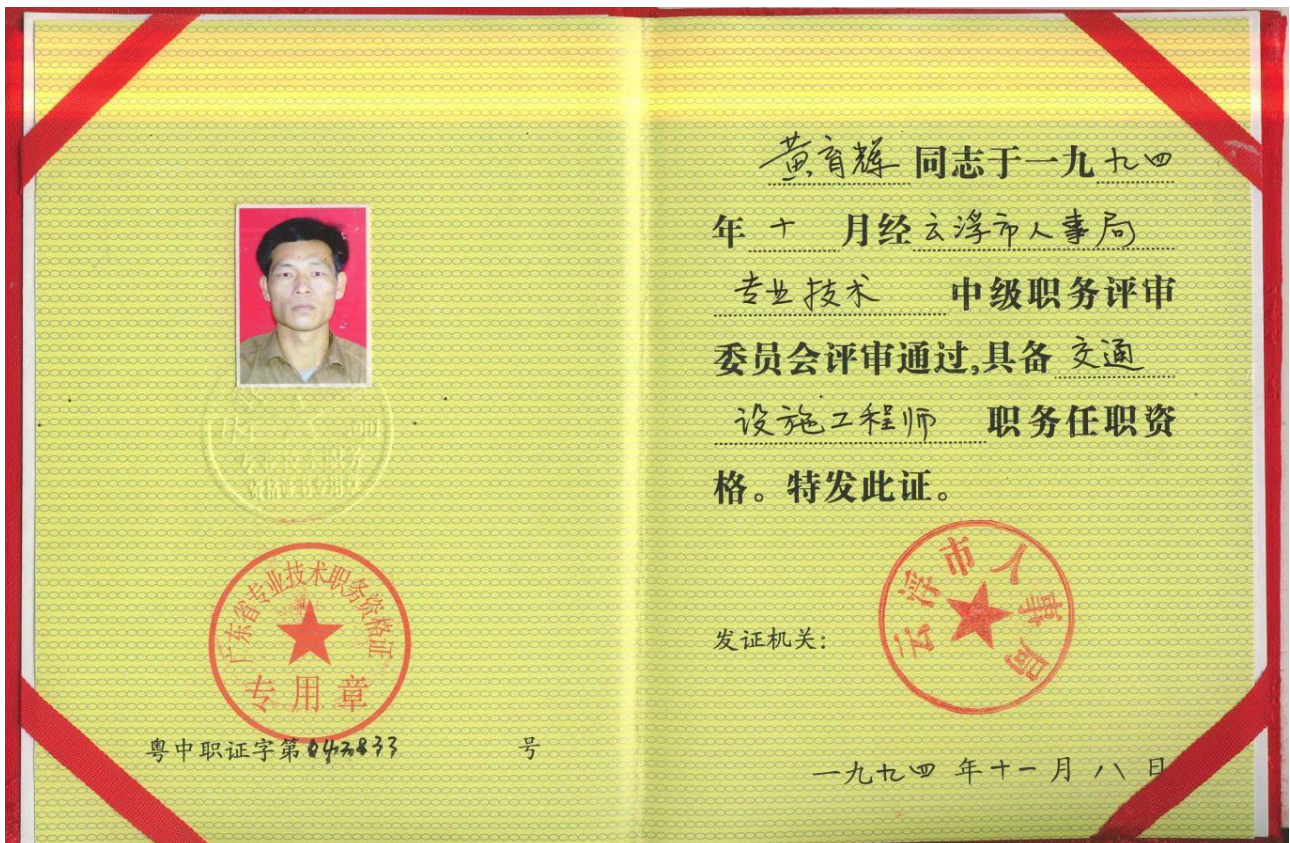 广东省专业技术职务资格证
专用章
粤中职证字第 号
黄育辉同志于一九九四
年十月经云浮市人事局
专业技术 中级职务评审
委员会评审通过,具备交通
设施工程师 职务任职资
格。特发此证。
云浮市人事局
发证机关:
一九九四年十一月八日